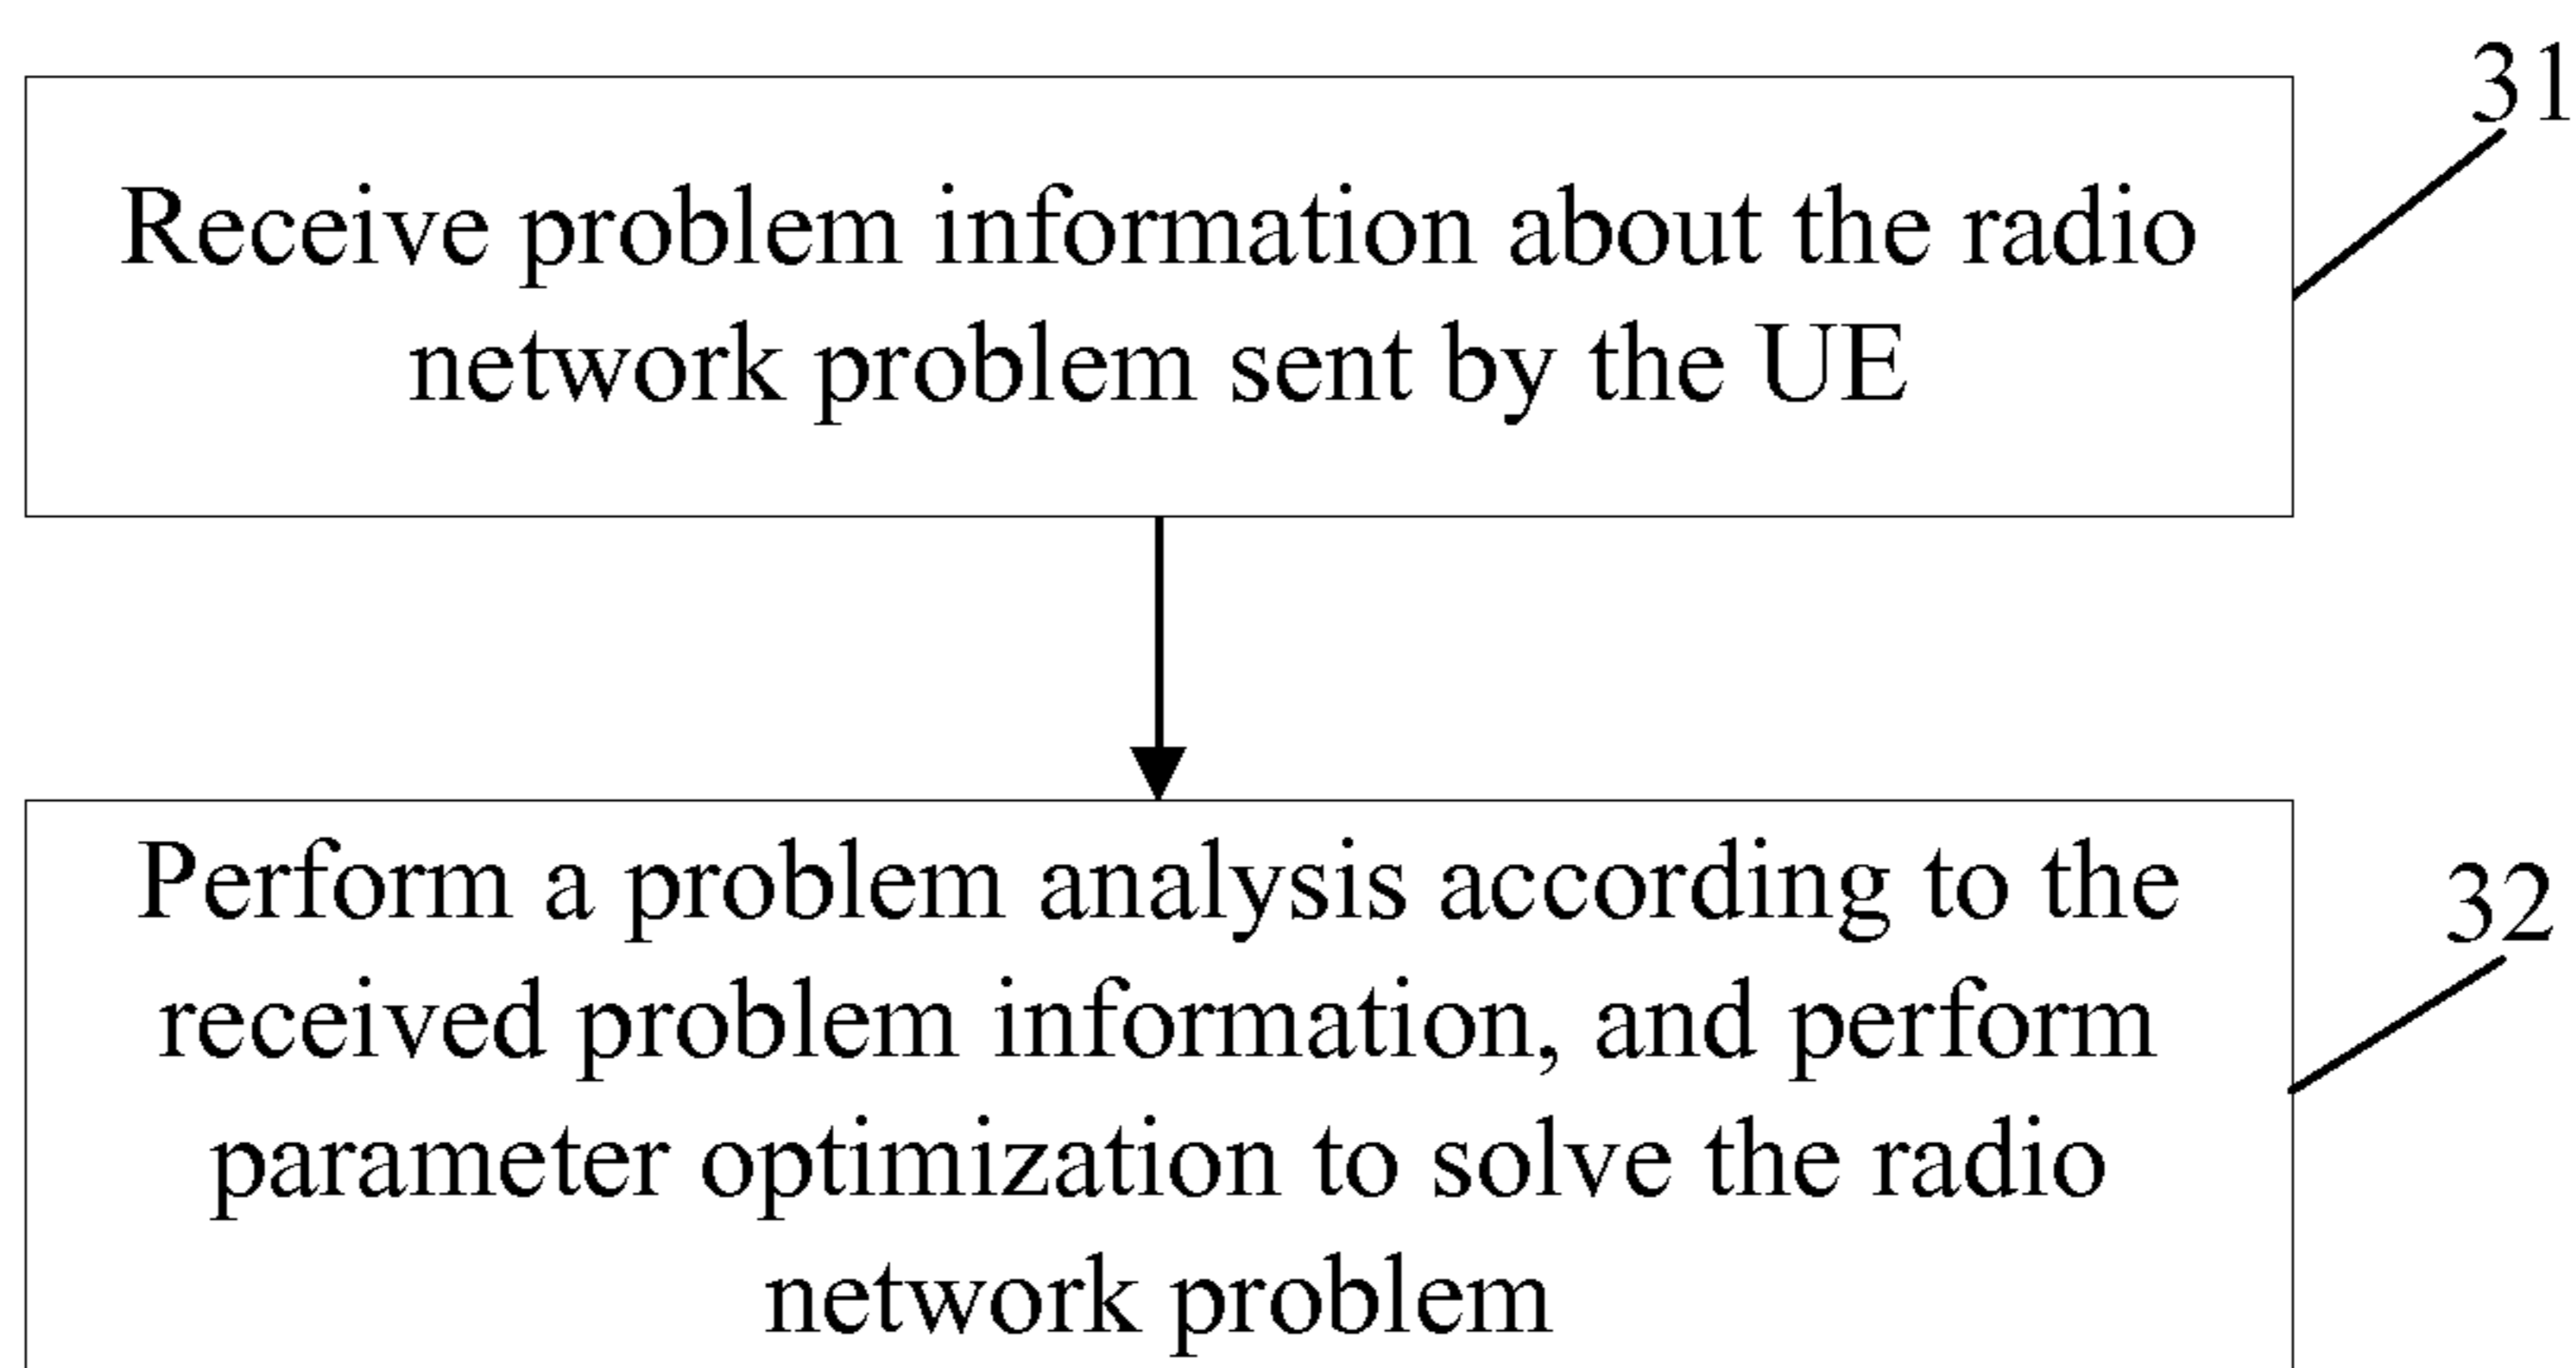 31
Receive problem information about the radio
network problem sent by the UE
32
Perform a problem analysis according to the
received problem information, and perform
parameter optimization to solve the radio
network problem